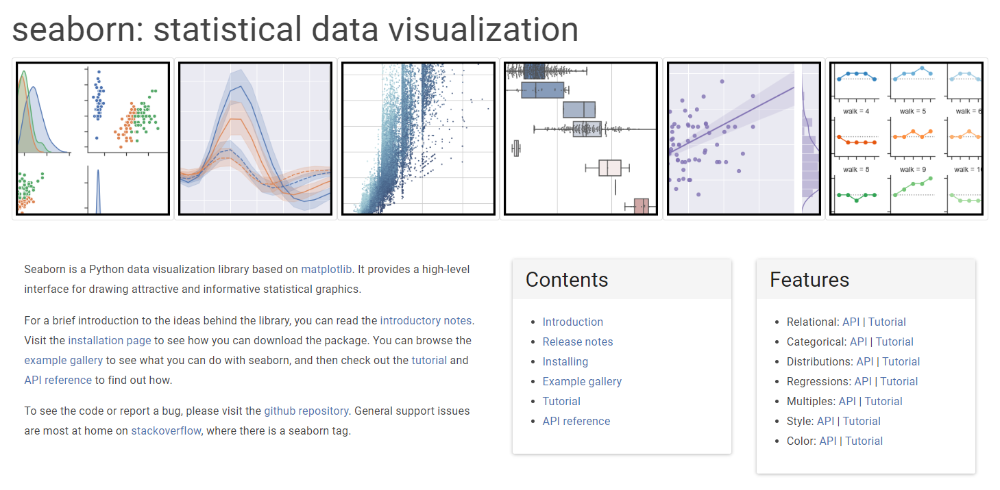 seaborn: statistical data visualization
walk = 4
walk = 5
walk = 8
walk = 9
Seaborn is a Python data visualization library based on matplotlib. It provides a high-level
interface for drawing attractive and informative statistical graphics.
For a brief introduction to the ideas behind the library, you can read the introductory notes.
Visit the installation page to see how you can download the package. You can browse the
example gallery to see what you can do with seaborn, and then check out the tutorial and
API reference to find out how.
To see the code or report a bug, please visit the github repository. General support issues
are most at home on stackoverflow, where there is a seaborn tag.
Contents
Introduction
Release notes
Installing
Example gallery
Tutorial
API reference
Features
Relational: API | Tutorial
Categorical: API | Tutorial
Distributions: API | Tutorial
Regressions: API | Tutorial
Multiples: API | Tutorial
Style: API | Tutorial
Color: API | Tutorial